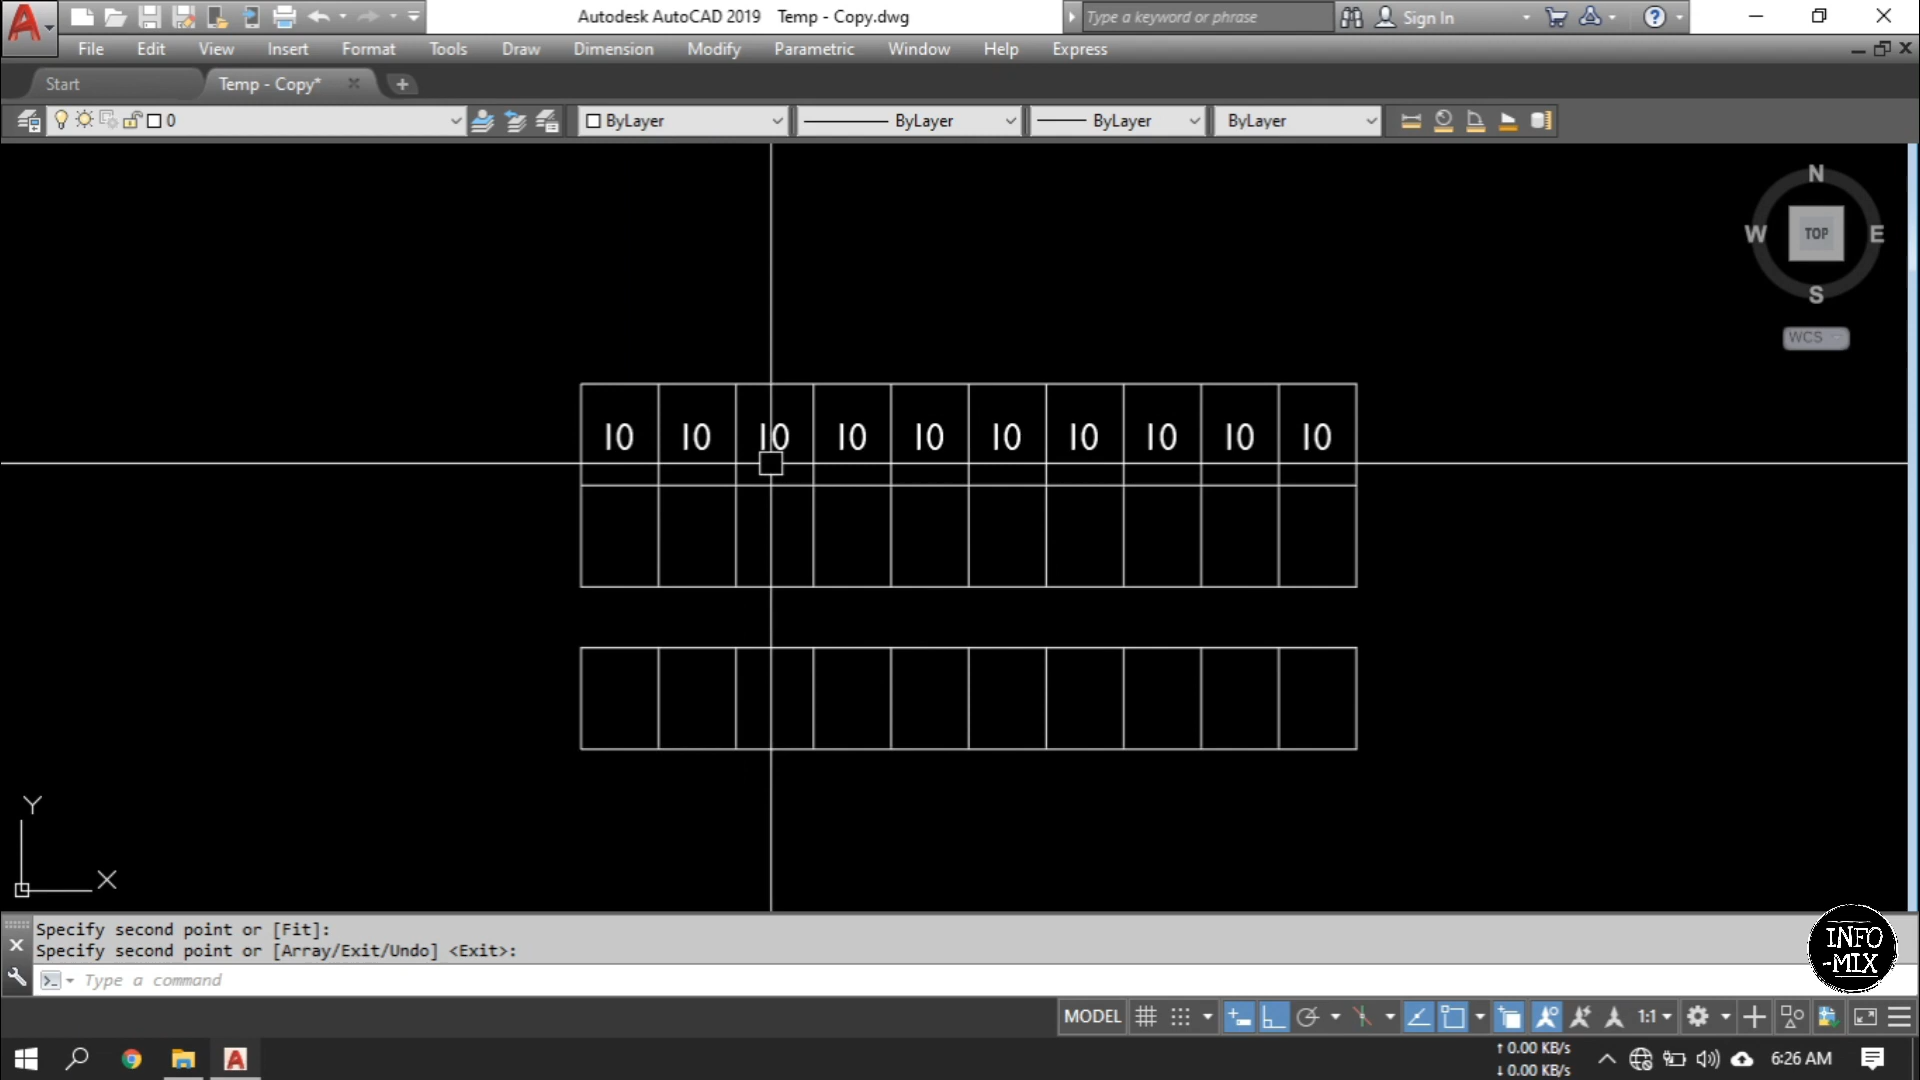 Autodesk AutoCAD 2019 Temp - Copy.dwg
Type a keyword or phrase
Sign In
File Edit View Insert Format Tools Draw Dimension Modify Parametric Window Help Express
Start
Temp - Copy*
0
ByLayer
ByLayer
ByLayer
ByLayer
N
W TOP E
S
WCS
10 10 10 10 10 10 10 10 10 10
Y
X
Specify second point or [Fit]:
Specify second point or [Array/Exit/Undo] <Exit>:
Type a command
INFO
-MIX
MODEL
1:1
↑ 0.00 KB/s
↓ 0.00 KB/s
6:26 AM